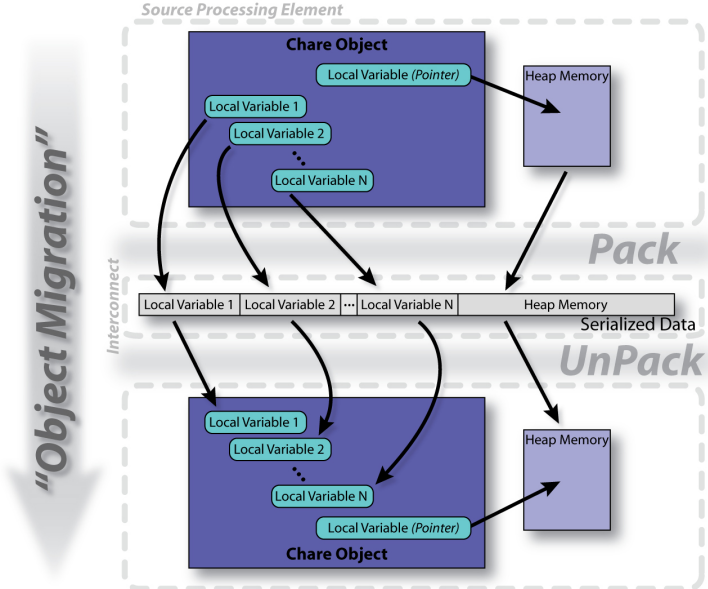 Source Processing Element
Chare Object
Local Variable (Pointer)
Heap Memory
Local Variable 1
Local Variable 2
Local Variable N
"Object Migration"
Pack
Interconnect
Local Variable 1
Local Variable 2
...
Local Variable N
Heap Memory
Serialized Data
UnPack
Local Variable 1
Heap Memory
Local Variable 2
Local Variable N
Local Variable (Pointer)
Chare Object